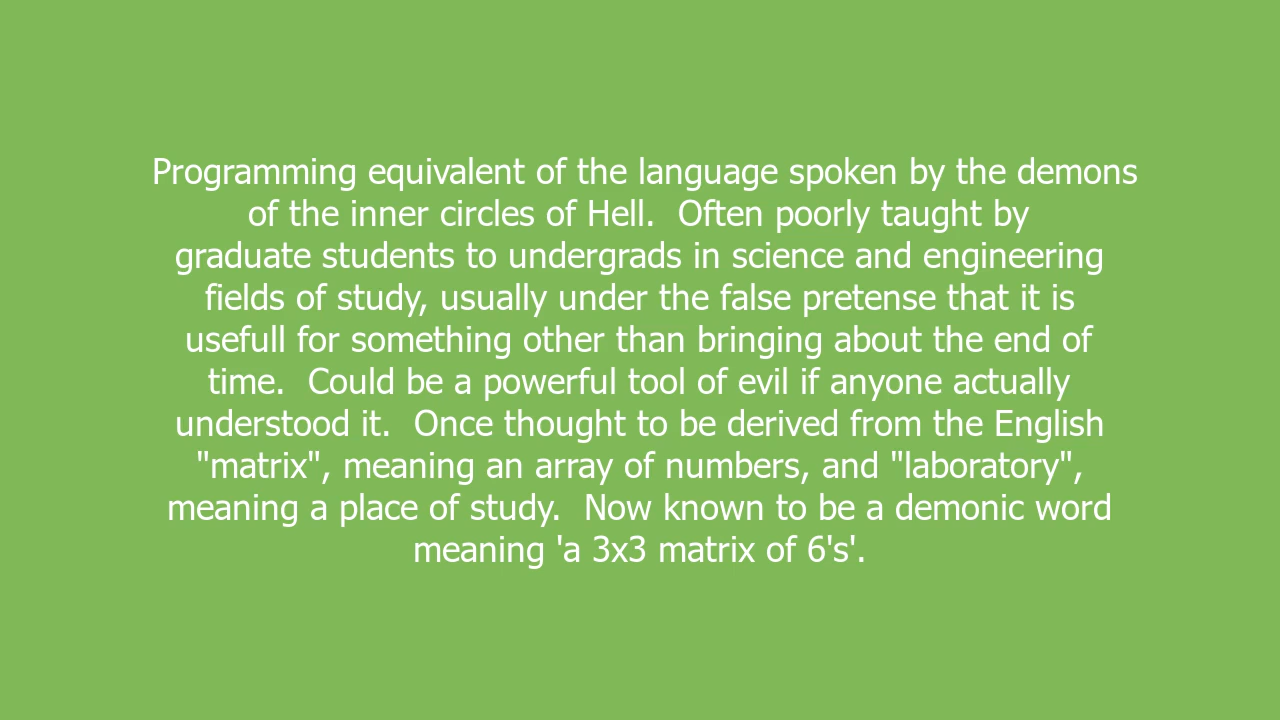 Programming equivalent of the language spoken by the demons
of the inner circles of Hell.  Often poorly taught by
graduate students to undergrads in science and engineering
fields of study, usually under the false pretense that it is
usefull for something other than bringing about the end of
time.  Could be a powerful tool of evil if anyone actually
understood it.  Once thought to be derived from the English
"matrix", meaning an array of numbers, and "laboratory",
meaning a place of study.  Now known to be a demonic word
meaning 'a 3x3 matrix of 6's'.